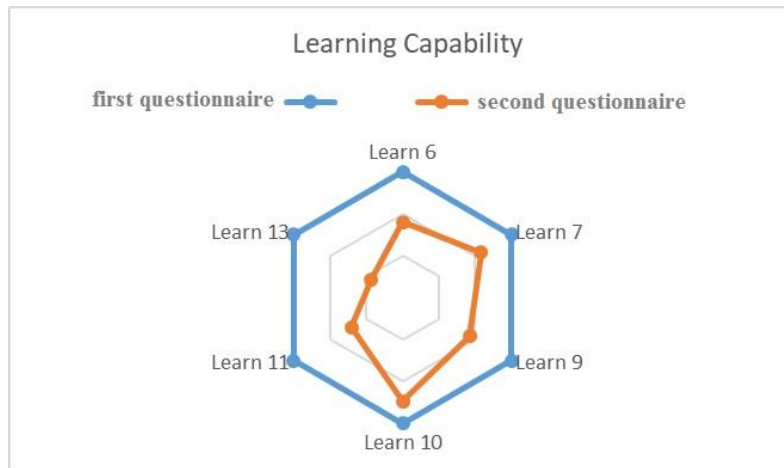 Learning Capability
first questionnaire
second questionnaire
Learn 6
Learn 13
Learn 7
Learn 11
Learn 9
Learn 10